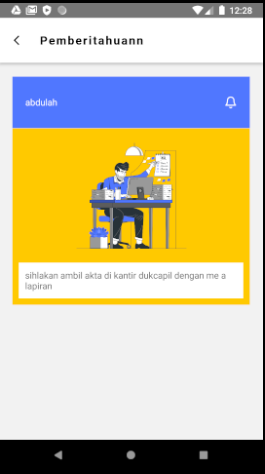 12:28
Pemberitahuann
abdulah
sihlakan ambil akta di kantir dukcapil dengan me a
lapiran